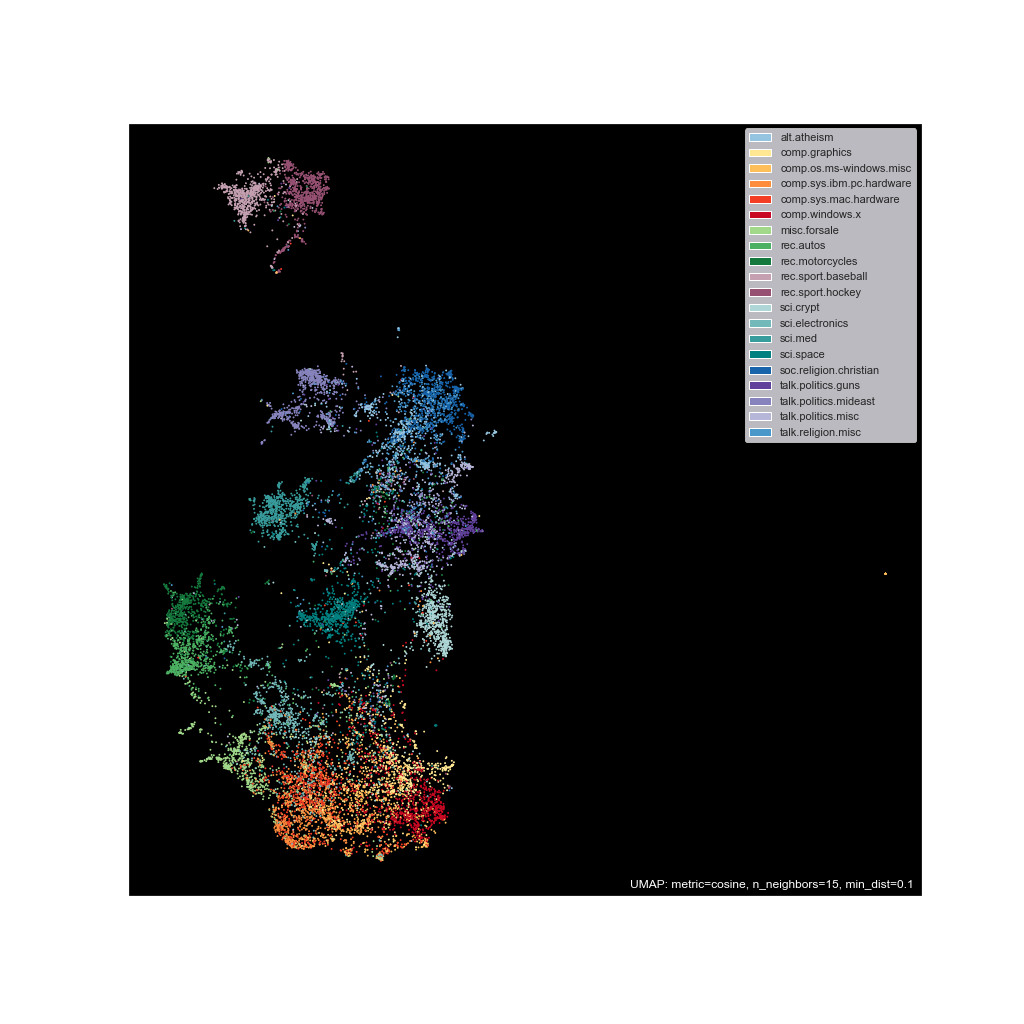 alt.atheism
comp.graphics
comp.os.ms-windows.misc
comp.sys.ibm.pc.hardware
comp.sys.mac.hardware
comp.windows.x
misc.forsale
rec.autos
rec.motorcycles
rec.sport.baseball
rec.sport.hockey
sci.crypt
sci.electronics
sci.med
sci.space
soc.religion.christian
talk.politics.guns
talk.politics.mideast
talk.politics.misc
talk.religion.misc
UMAP: metric=cosine, n_neighbors=15, min_dist=0.1